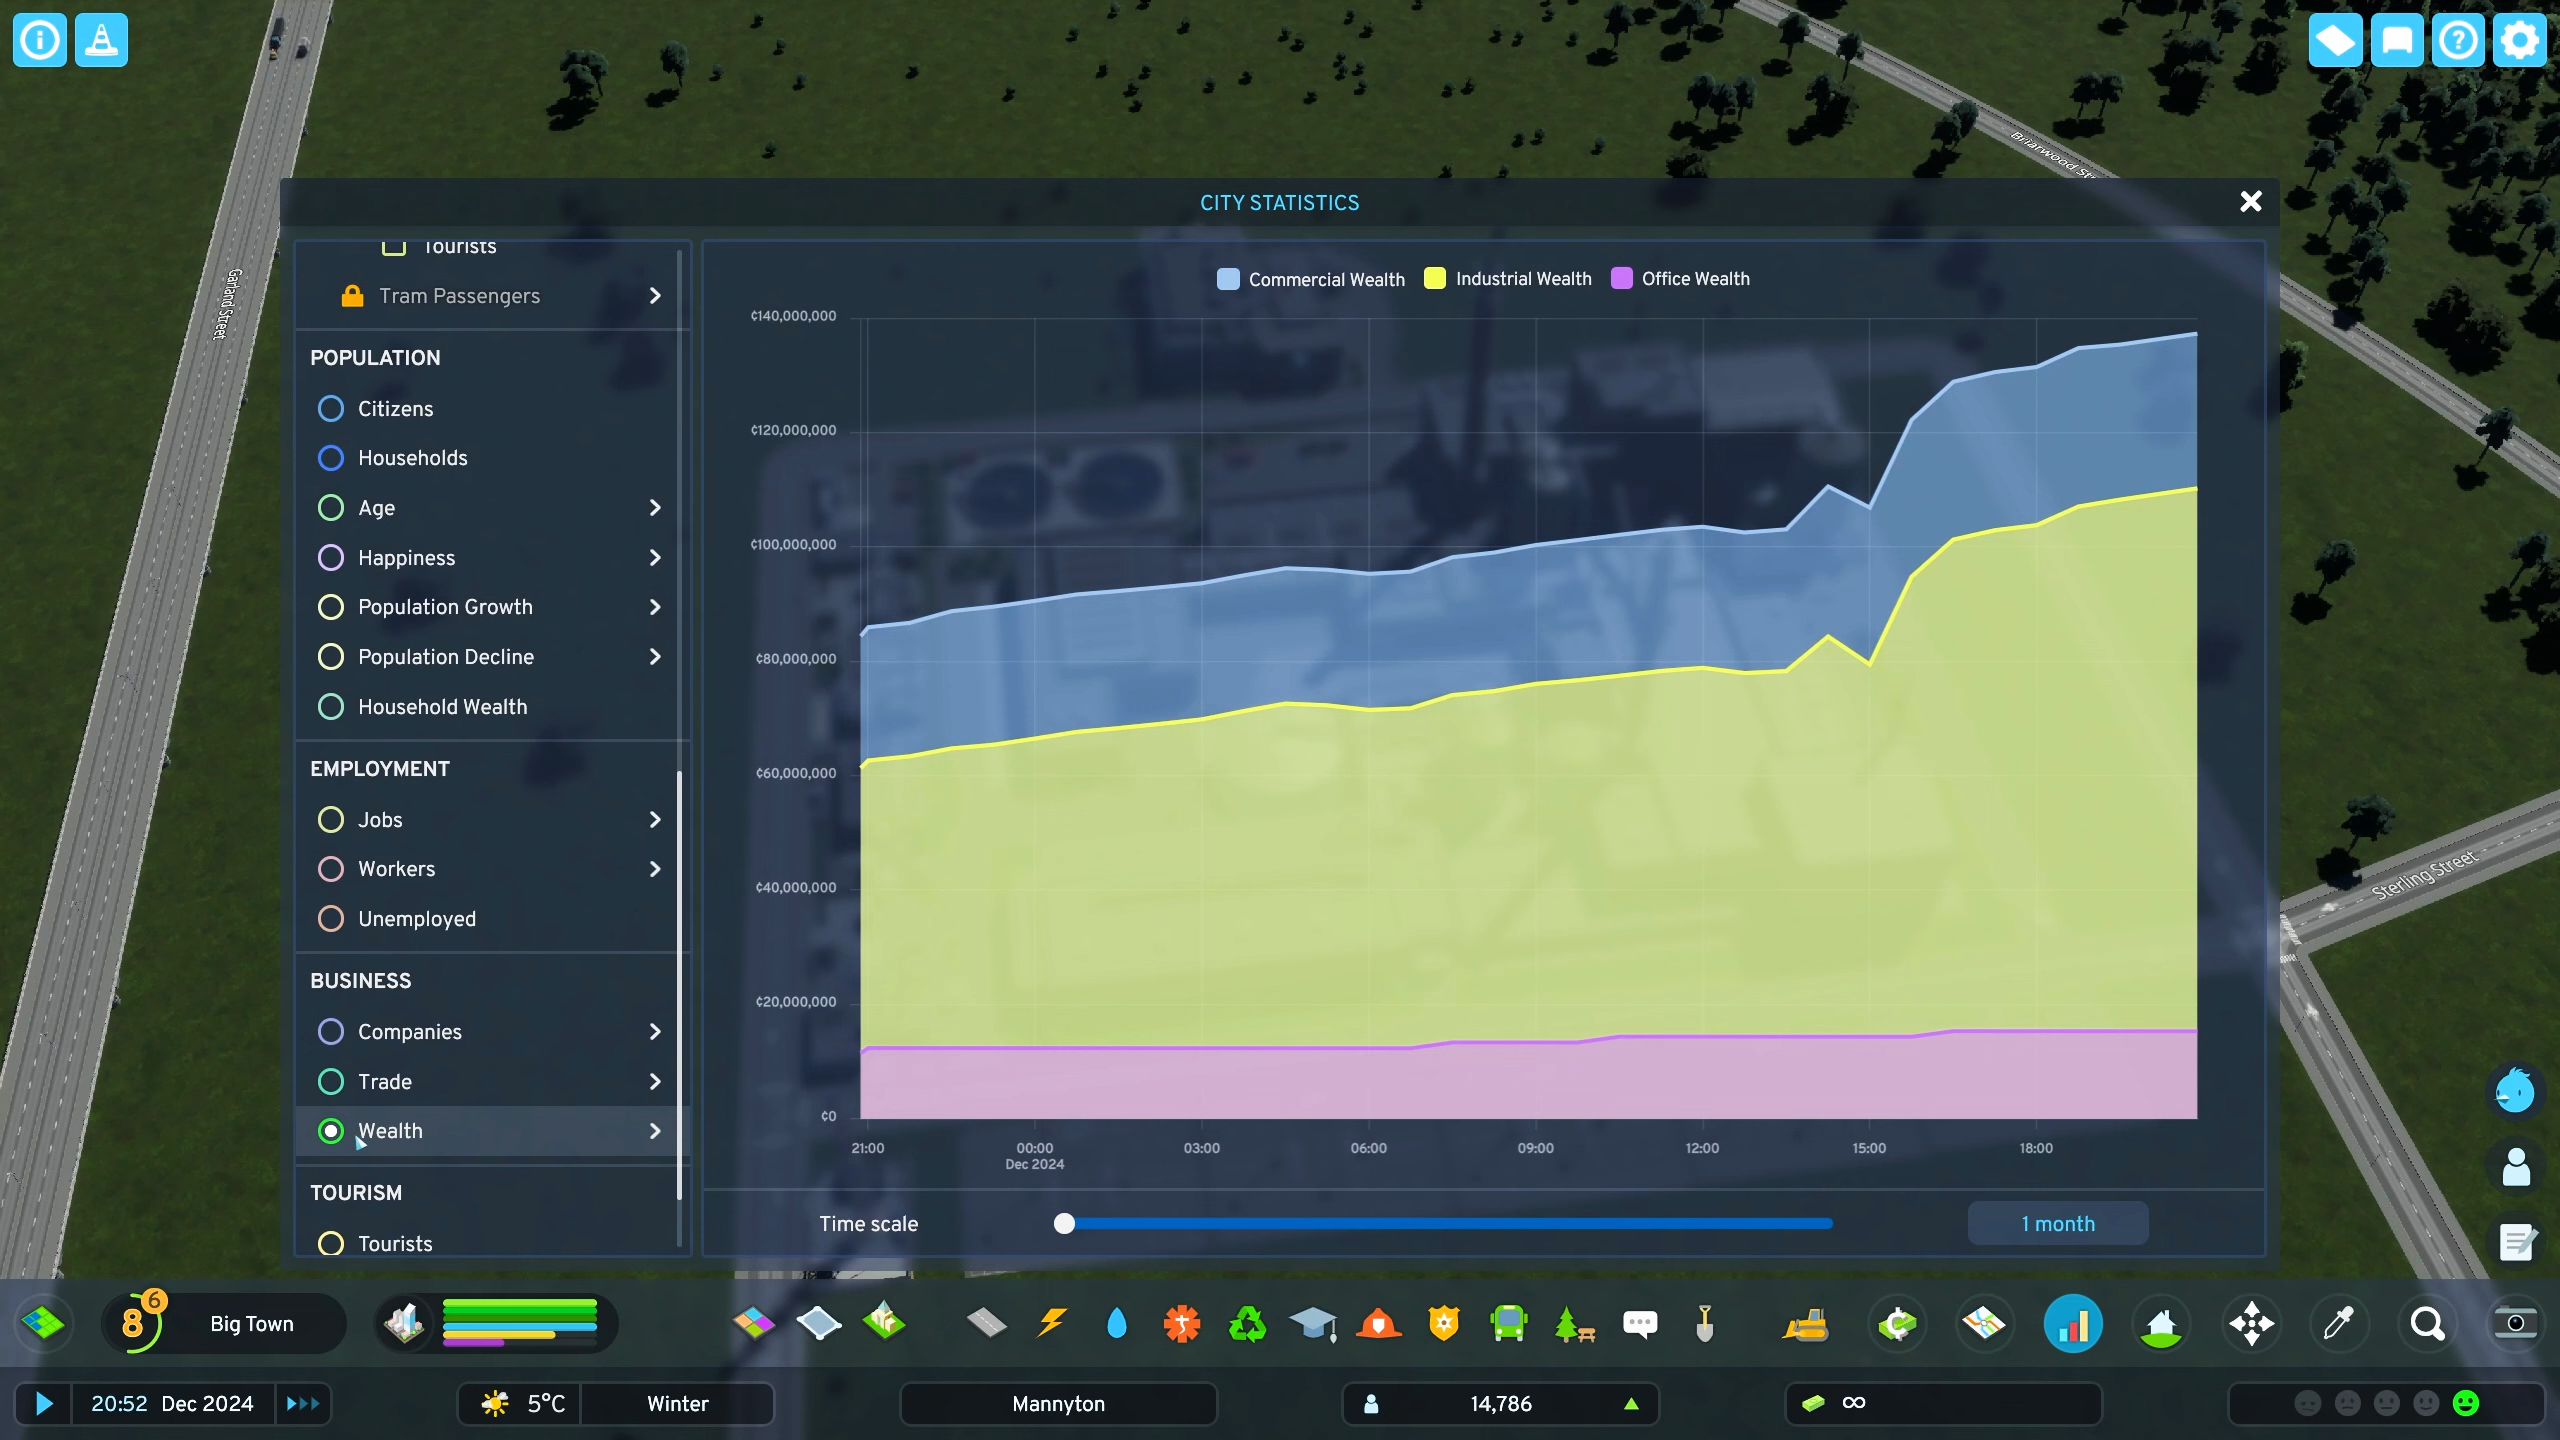 Briarwood Str
Garland Street
CITY STATISTICS
Tourists
Tram Passengers
POPULATION
Citizens
Households
Age
Happiness
Population Growth
Population Decline
Household Wealth
EMPLOYMENT
Jobs
Workers
Unemployed
BUSINESS
Companies
Trade
Wealth
TOURISM
Tourists
Commercial Wealth Industrial Wealth Office Wealth
¢140,000,000
¢120,000,000
¢100,000,000
¢80,000,000
¢60,000,000
¢40,000,000
¢20,000,000
¢0
21:00 00:00 03:00 06:00 09:00 12:00 15:00 18:00
Dec 2024
Time scale 1 month
Sterling Street
8 6 Big Town
20:52 Dec 2024 5°C Winter Mannyton 14,786 ∞